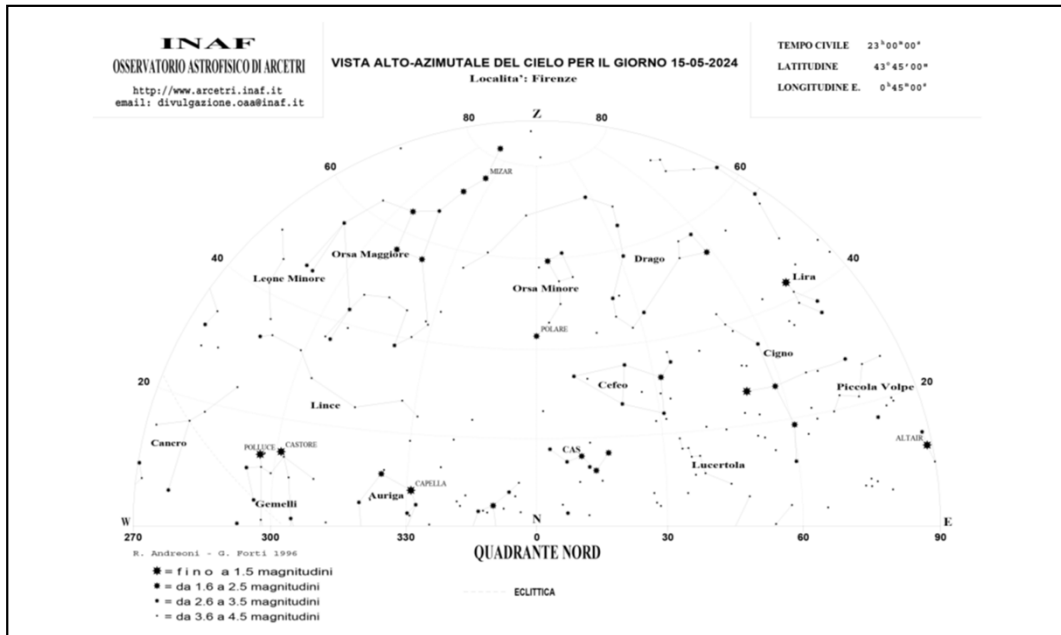 INAF
OSSERVATORIO ASTROFISICO DI ARCETRI
http://www.arcetri.inaf.it
email: divulgazione.oaa@inaf.it
VISTA ALTO-AZIMUTALE DEL CIELO PER IL GIORNO 15-05-2024
Localita': Firenze
TEMPO CIVILE 23h00m00s
LATITUDINE 43°45'00"
LONGITUDINE E. 0h45m00s
80 Z 80
60 60
MIZAR
40 Leone Minore Orsa Maggiore Orsa Minore Drago Lira 40
POLARE
Cigno
20 Lince Cefeo Piccola Volpe 20
Cancro POLLUCE CASTORE CAS Lucertola ALTAIR
Gemelli Auriga CAPELLA
W N E
270 300 330 0 30 60 90
R. Andreoni - G. Forti 1996
QUADRANTE NORD
= fino a 1.5 magnitudini
= da 1.6 a 2.5 magnitudini
= da 2.6 a 3.5 magnitudini
= da 3.6 a 4.5 magnitudini
ECLITTICA